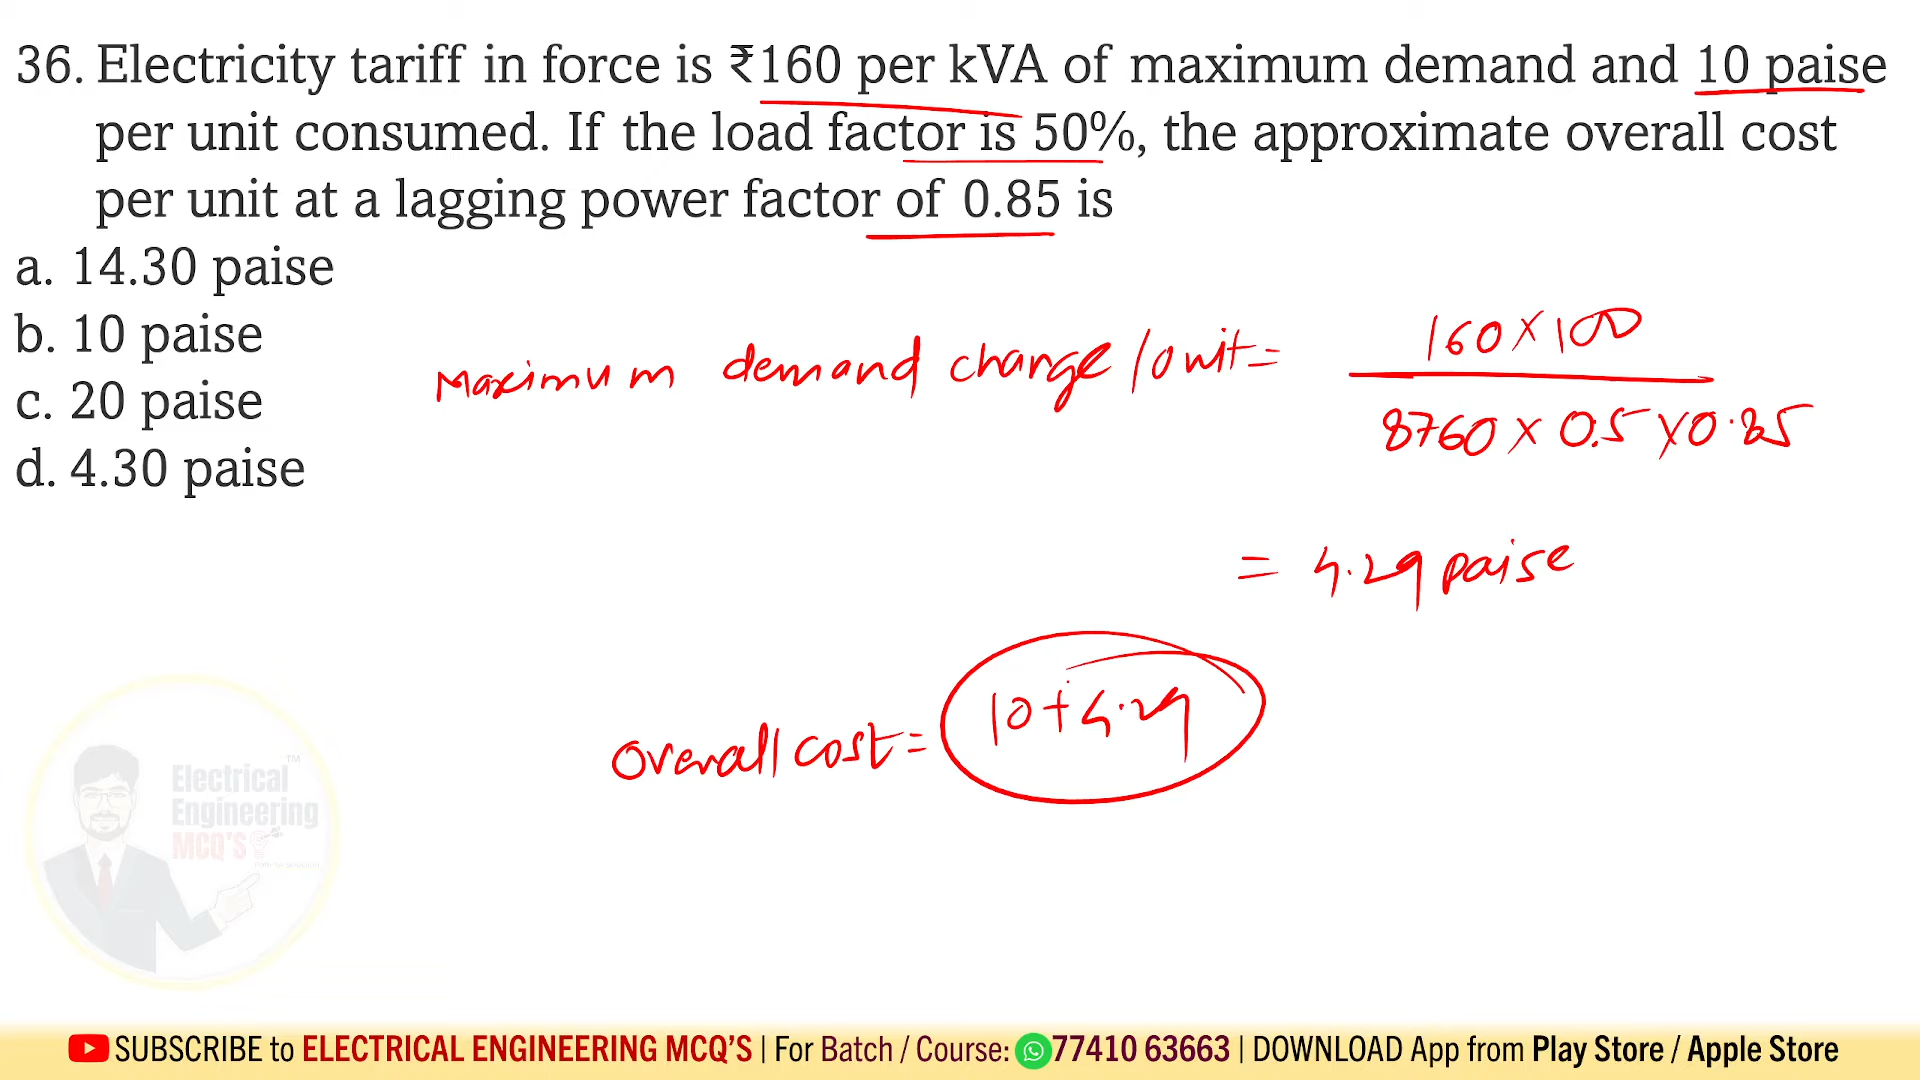 36. Electricity tariff in force is ₹160 per kVA of maximum demand and 10 paise
per unit consumed. If the load factor is 50%, the approximate overall cost
per unit at a lagging power factor of 0.85 is
a. 14.30 paise
b. 10 paise
c. 20 paise
d. 4.30 paise
Maximum demand charge/unit = 160 × 100
8760 × 0.5 × 0.85
= 4.29 paise
Overall cost = 10+4.29
Electrical™
Engineering
MCQ'S
SUBSCRIBE to ELECTRICAL ENGINEERING MCQ'S | For Batch / Course: 77410 63663 | DOWNLOAD App from Play Store / Apple Store